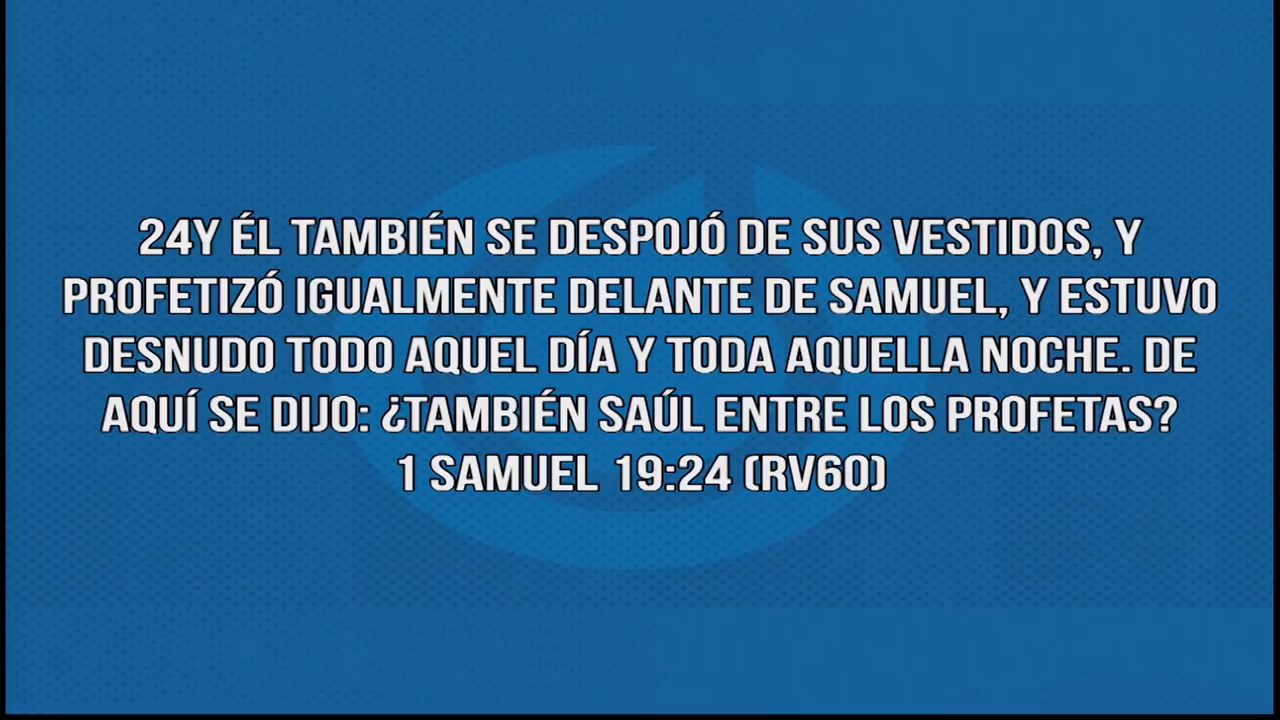 24Y ÉL TAMBIÉN SE DESPOJÓ DE SUS VESTIDOS, Y
PROFETIZÓ IGUALMENTE DELANTE DE SAMUEL, Y ESTUVO
DESNUDO TODO AQUEL DÍA Y TODA AQUELLA NOCHE. DE
AQUÍ SE DIJO: ¿TAMBIÉN SAÚL ENTRE LOS PROFETAS?
1 SAMUEL 19:24 (RV60)